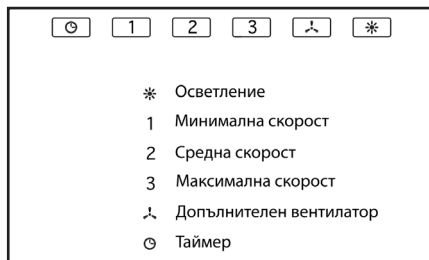 1 2 3
Осветление
1 Минимална скорост
2 Средна скорост
3 Максимална скорост
Допълнителен вентилатор
Таймер